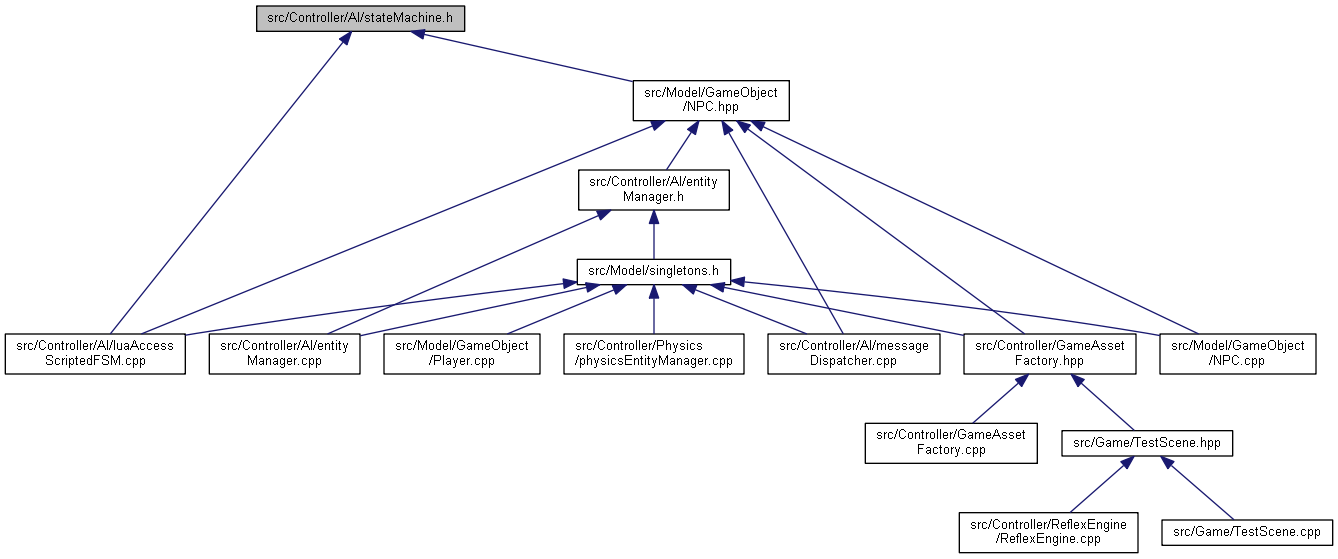 src/Controller/AI/stateMachine.h
src/Model/GameObject
/NPC.hpp
src/Controller/AI/entity
Manager.h
src/Model/singletons.h
src/Controller/AI/luaAccess
ScriptedFSM.cpp
src/Controller/AI/entity
Manager.cpp
src/Model/GameObject
/Player.cpp
src/Controller/Physics
/physicsEntityManager.cpp
src/Controller/AI/message
Dispatcher.cpp
src/Controller/GameAsset
Factory.hpp
src/Model/GameObject
/NPC.cpp
src/Controller/GameAsset
Factory.cpp
src/Game/TestScene.hpp
src/Controller/ReflexEngine
/ReflexEngine.cpp
src/Game/TestScene.cpp